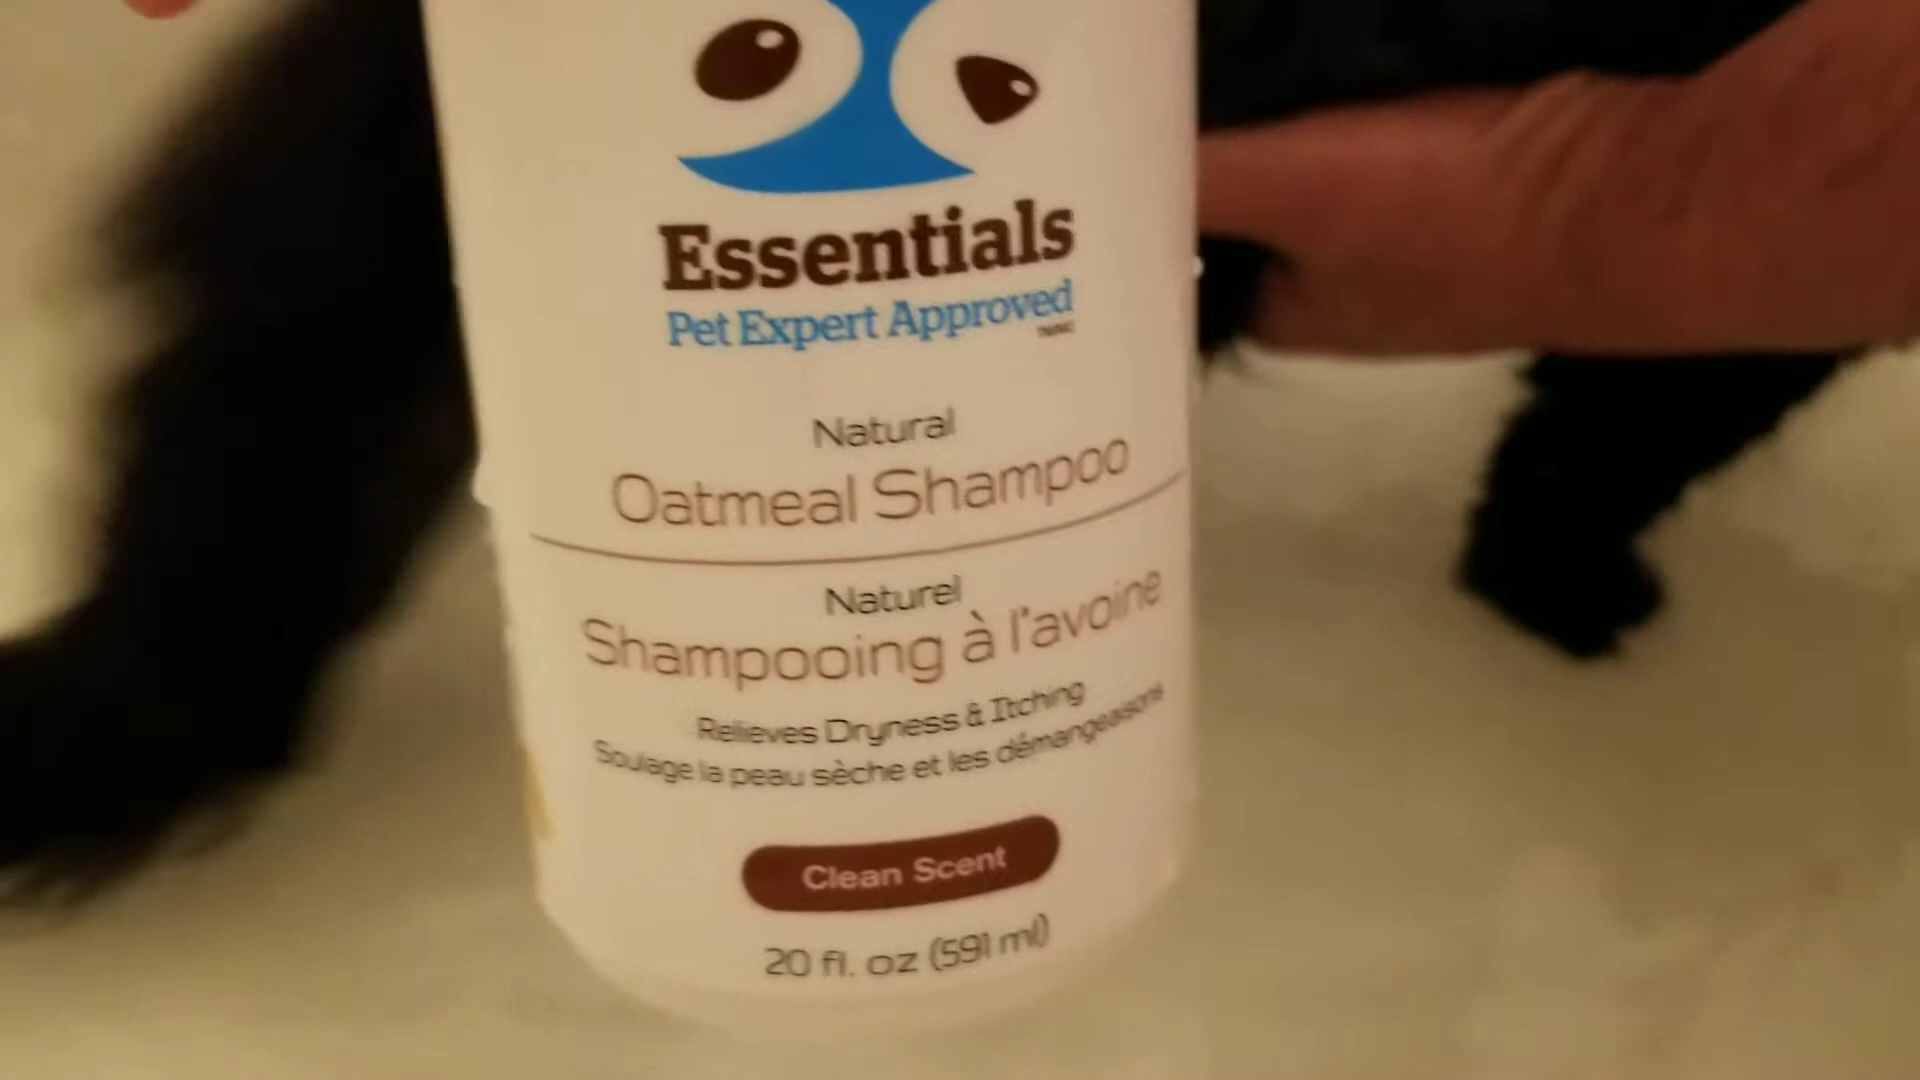 Essentials
Pet Expert Approved
Natural
Oatmeal Shampoo
Naturel
Shampooing à l'avoine
Relieves Dryness & Itching
Soulage la peau sèche et les démangeaisons
Clean Scent
20 fl. oz (591 ml)